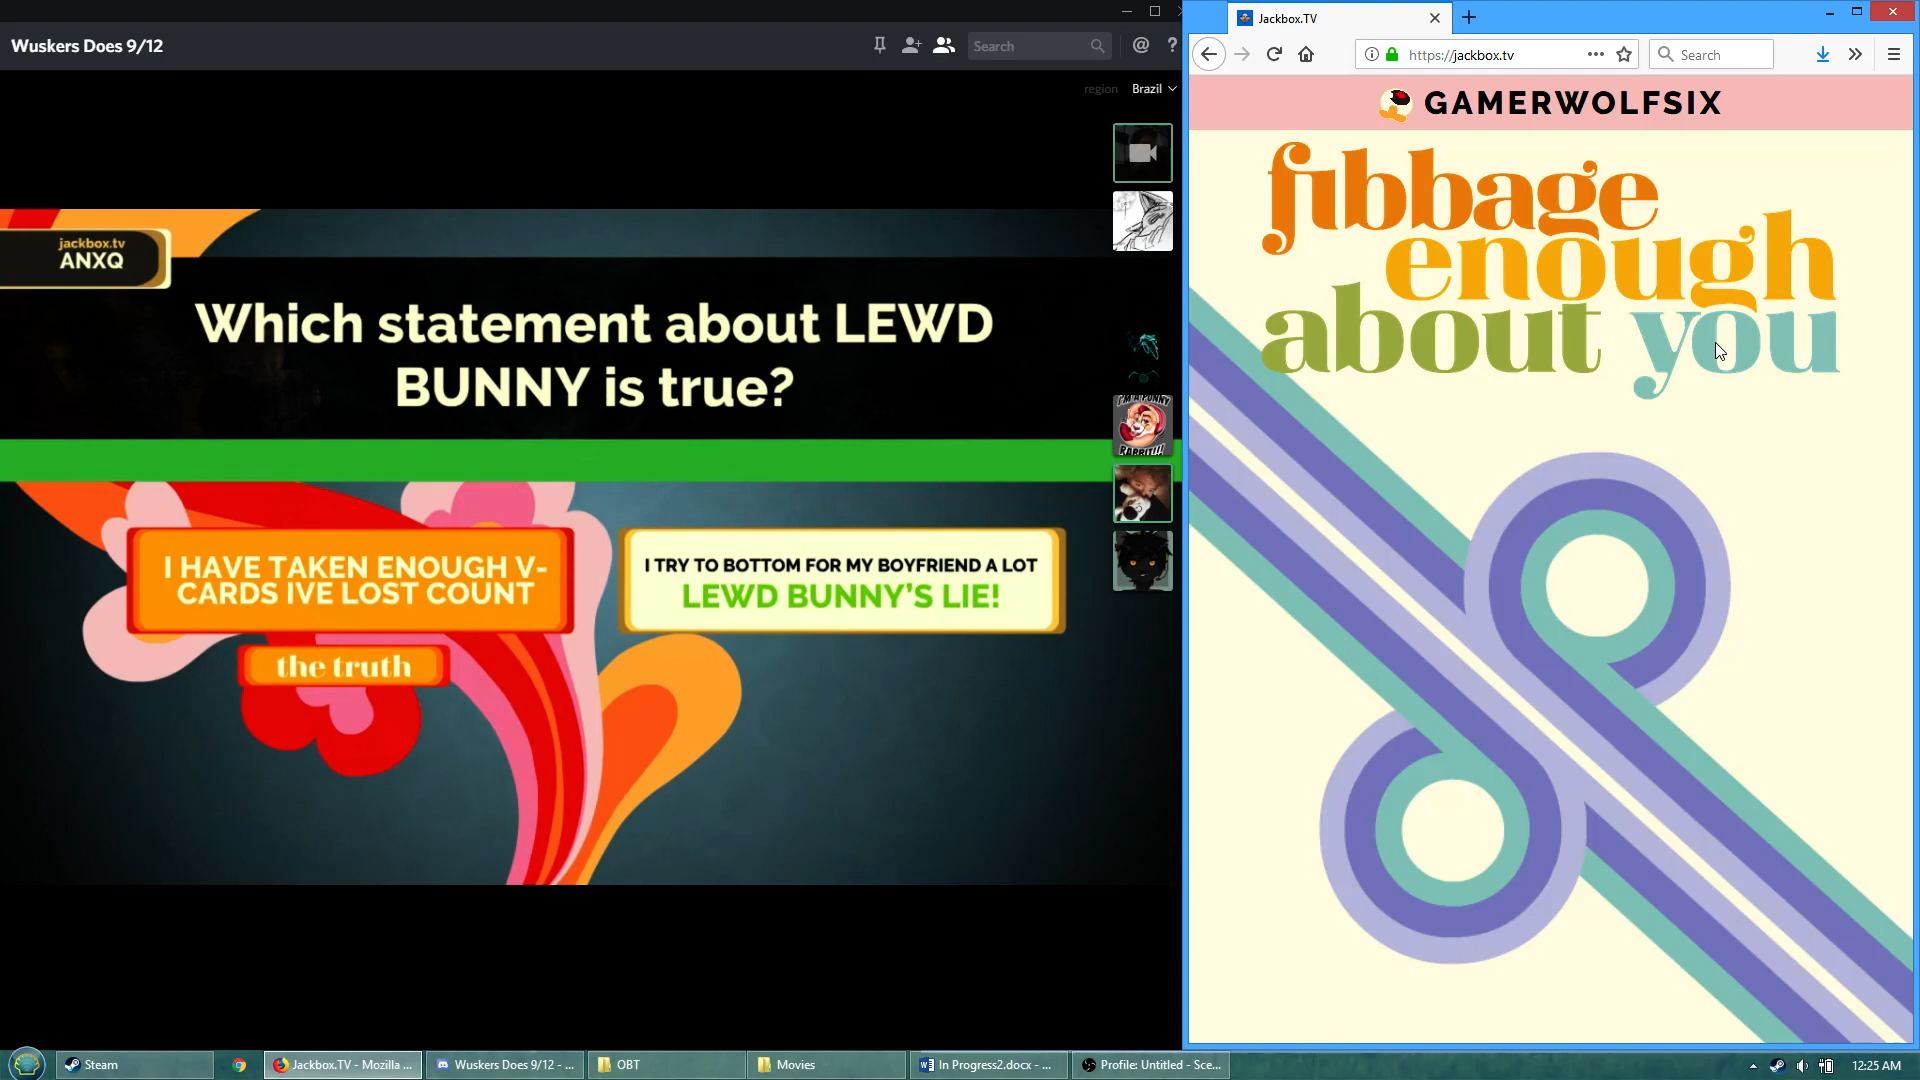 Wuskers Does 9/12
Search
region Brazil
jackbox.tv
ANXQ
Which statement about LEWD
BUNNY is true?
I HAVE TAKEN ENOUGH V-
CARDS IVE LOST COUNT
the truth
I TRY TO BOTTOM FOR MY BOYFRIEND A LOT
LEWD BUNNY'S LIE!
I'M A FUNNY
RABBIT!!
Jackbox.TV
https://jackbox.tv
Search
GAMERWOLFSIX
fibbage
enough
about you
Steam
Jackbox.TV - Mozilla ...
Wuskers Does 9/12 - ...
OBT
Movies
In Progress2.docx - ...
Profile: Untitled - Sce...
12:25 AM